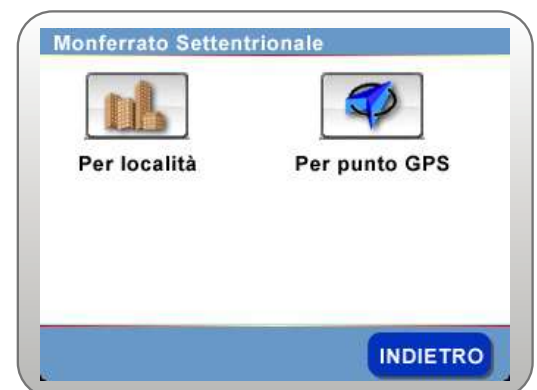 Monferrato Settentrionale
Per località Per punto GPS
INDIETRO